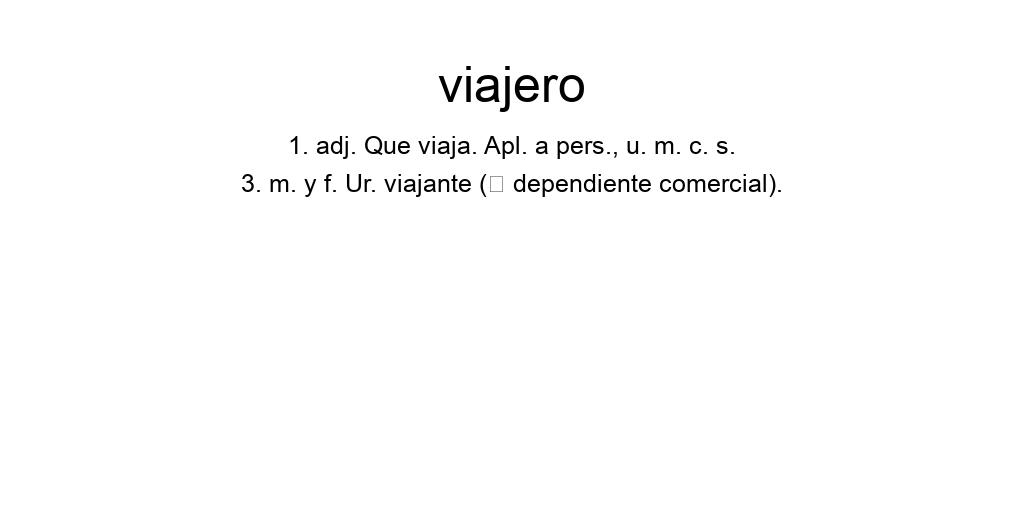 viajero
1. adj. Que viaja. Apl. a pers., u. m. c. s.
3. m. y f. Ur. viajante (□ dependiente comercial).